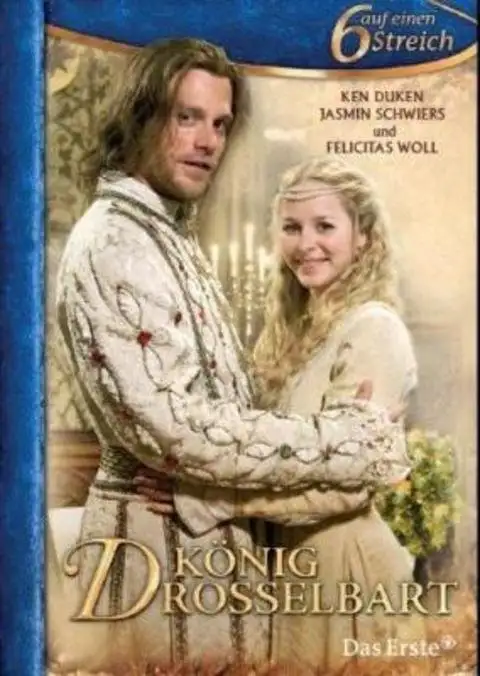 6 auf einen
Streich
KEN DUKEN
JASMIN SCHWIERS
und
FELICITAS WOLL
KÖNIG
DROSSELBART
Das Erste